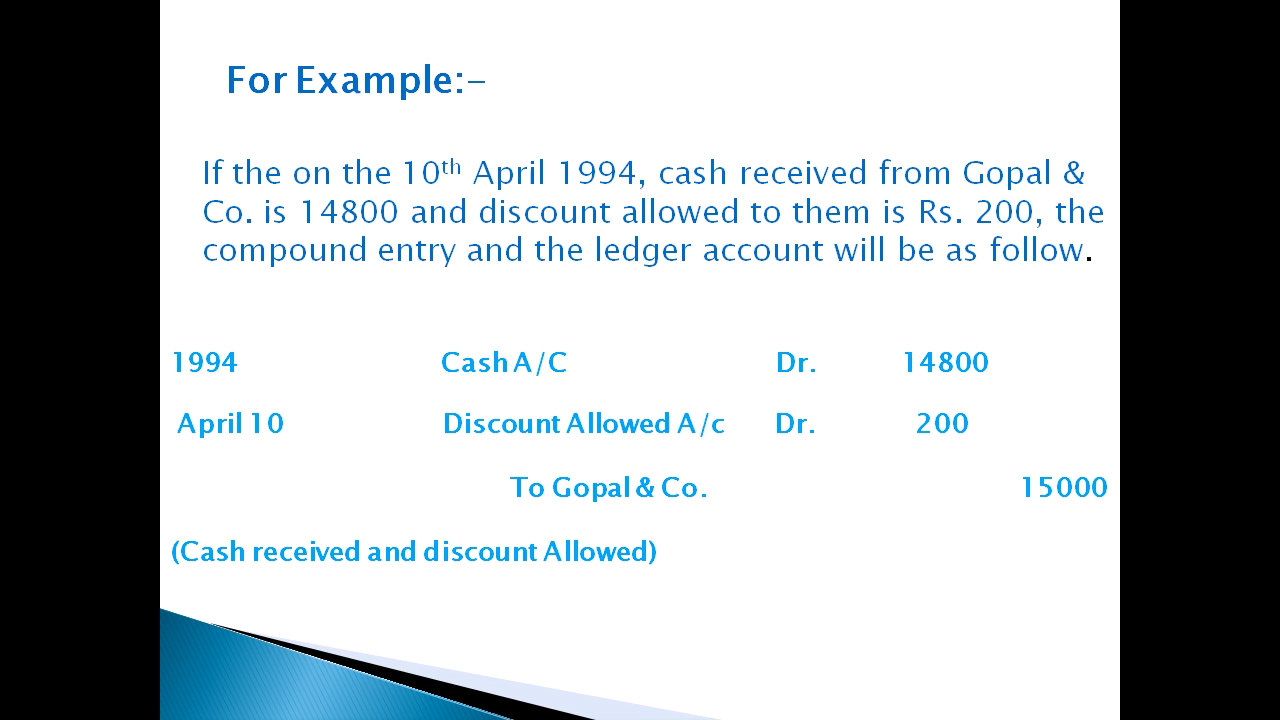 For Example:-
If the on the 10th April 1994, cash received from Gopal &
Co. is 14800 and discount allowed to them is Rs. 200, the
compound entry and the ledger account will be as follow.
1994 Cash A/C Dr. 14800
April 10 Discount Allowed A/c Dr. 200
To Gopal & Co. 15000
(Cash received and discount Allowed)